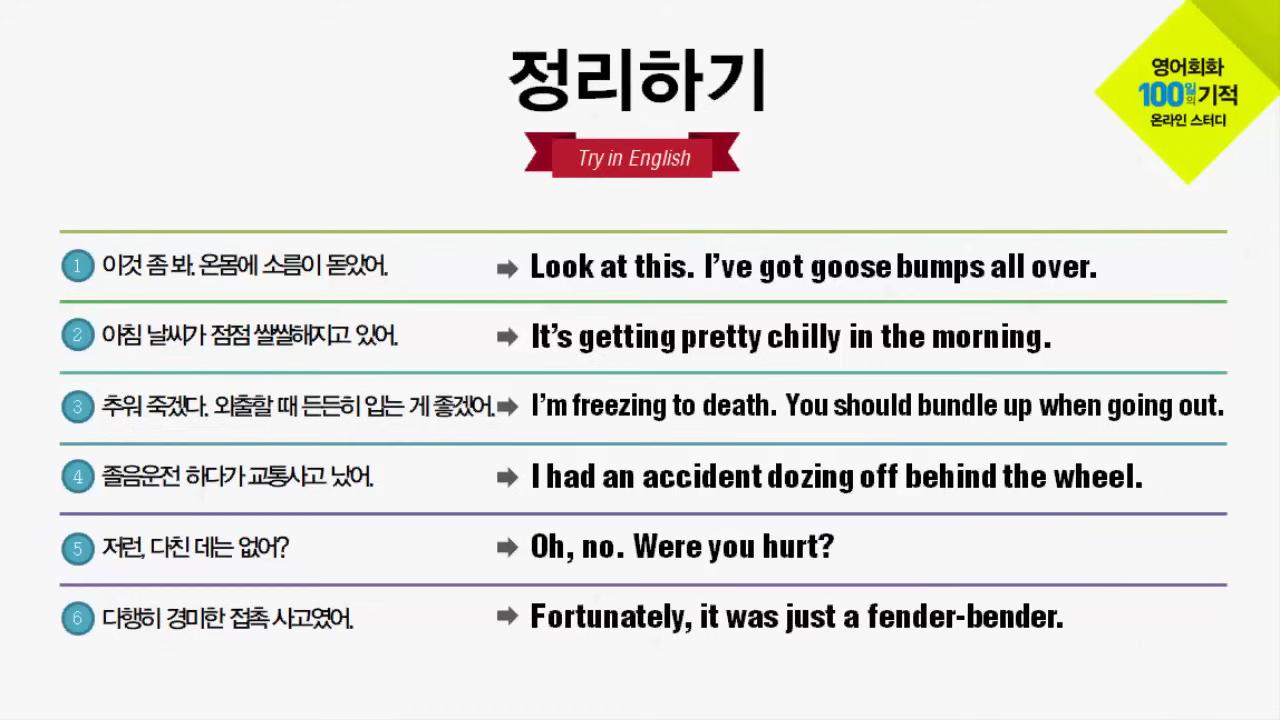 정리하기
Try in English
영어회화
100일의 기적
온라인 스터디
1 이것 좀 봐. 온몸에 소름이 돋았어. ➡ Look at this. I've got goose bumps all over.
2 아침 날씨가 점점 쌀쌀해지고 있어. ➡ It's getting pretty chilly in the morning.
3 추워 죽겠다. 외출할 때 든든히 입는 게 좋겠어. ➡ I'm freezing to death. You should bundle up when going out.
4 졸음운전 하다가 교통사고 났어. ➡ I had an accident dozing off behind the wheel.
5 저런, 다친 데는 없어? ➡ Oh, no. Were you hurt?
6 다행히 경미한 접촉 사고였어. ➡ Fortunately, it was just a fender-bender.